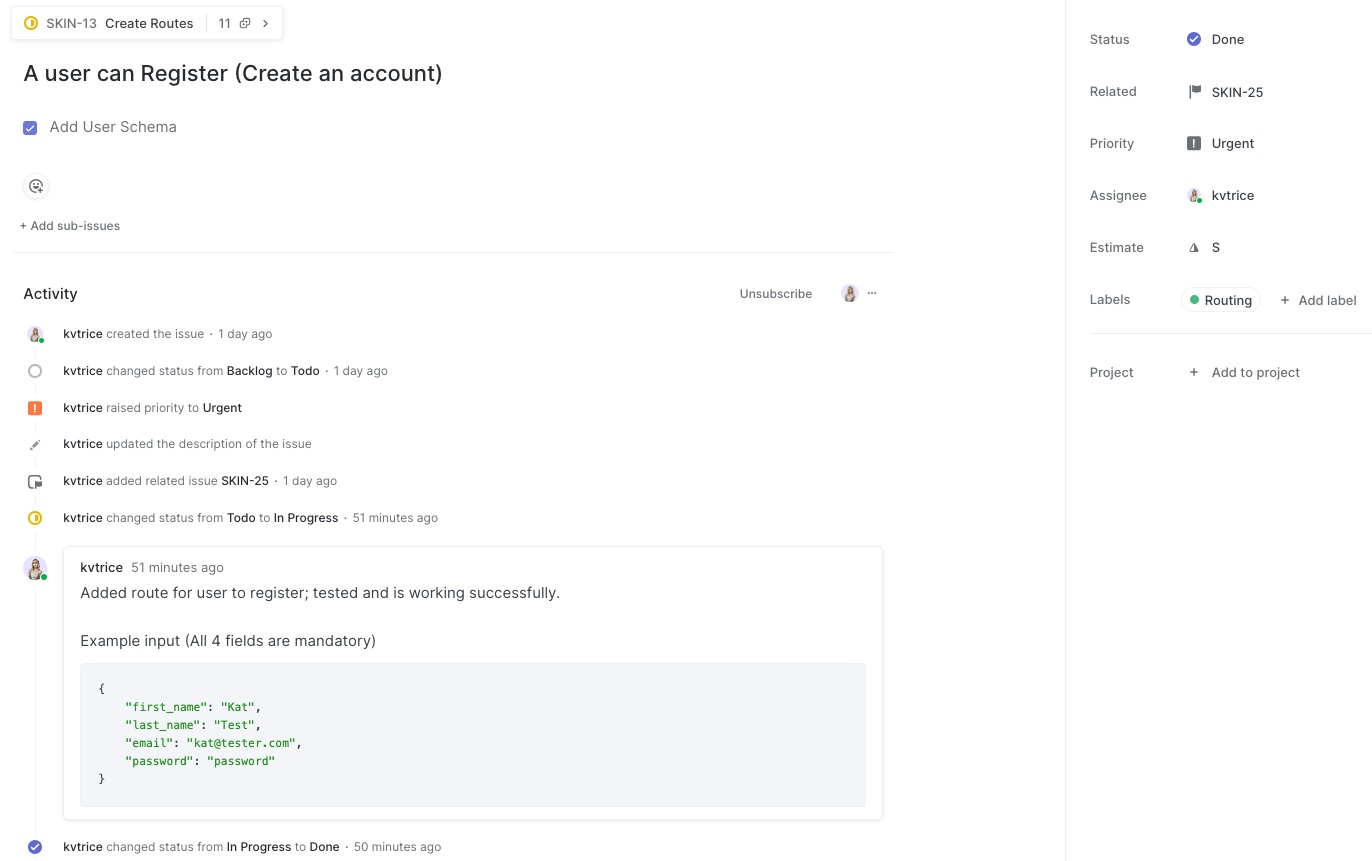 SKIN-13 Create Routes 11
A user can Register (Create an account)
Add User Schema
+ Add sub-issues
Activity
Unsubscribe
kvtrice created the issue · 1 day ago
kvtrice changed status from Backlog to Todo · 1 day ago
kvtrice raised priority to Urgent
kvtrice updated the description of the issue
kvtrice added related issue SKIN-25 · 1 day ago
kvtrice changed status from Todo to In Progress · 51 minutes ago
kvtrice 51 minutes ago
Added route for user to register; tested and is working successfully.
Example input (All 4 fields are mandatory)
{
"first_name": "Kat",
"last_name": "Test",
"email": "kat@tester.com",
"password": "password"
}
kvtrice changed status from In Progress to Done · 50 minutes ago
Status Done
Related SKIN-25
Priority Urgent
Assignee kvtrice
Estimate S
Labels Routing + Add label
Project + Add to project